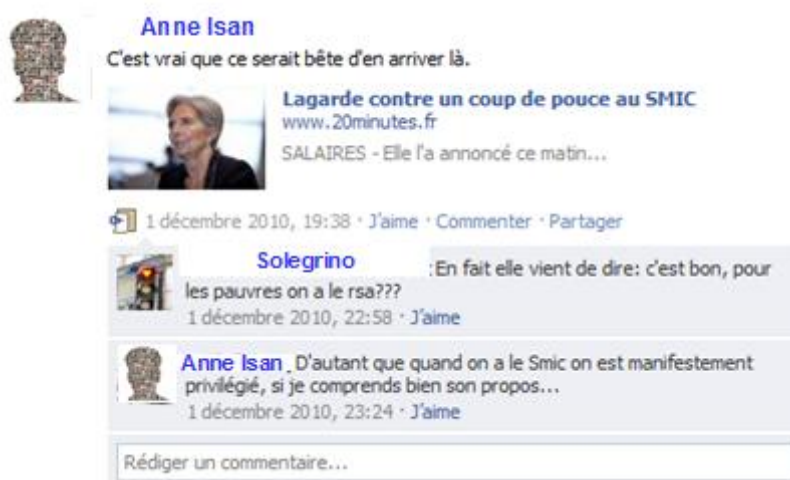 Anne Isan
C'est vrai que ce serait bête d'en arriver là.
Lagarde contre un coup de pouce au SMIC
www.20minutes.fr
SALAIRES - Elle l'a annoncé ce matin...
1 décembre 2010, 19:38 · J'aime · Commenter · Partager
Solegrino : En fait elle vient de dire: c'est bon, pour
les pauvres on a le rsa???
1 décembre 2010, 22:58 · J'aime
Anne Isan . D'autant que quand on a le Smic on est manifestement
privilégié, si je comprends bien son propos...
1 décembre 2010, 23:24 · J'aime
Rédiger un commentaire...